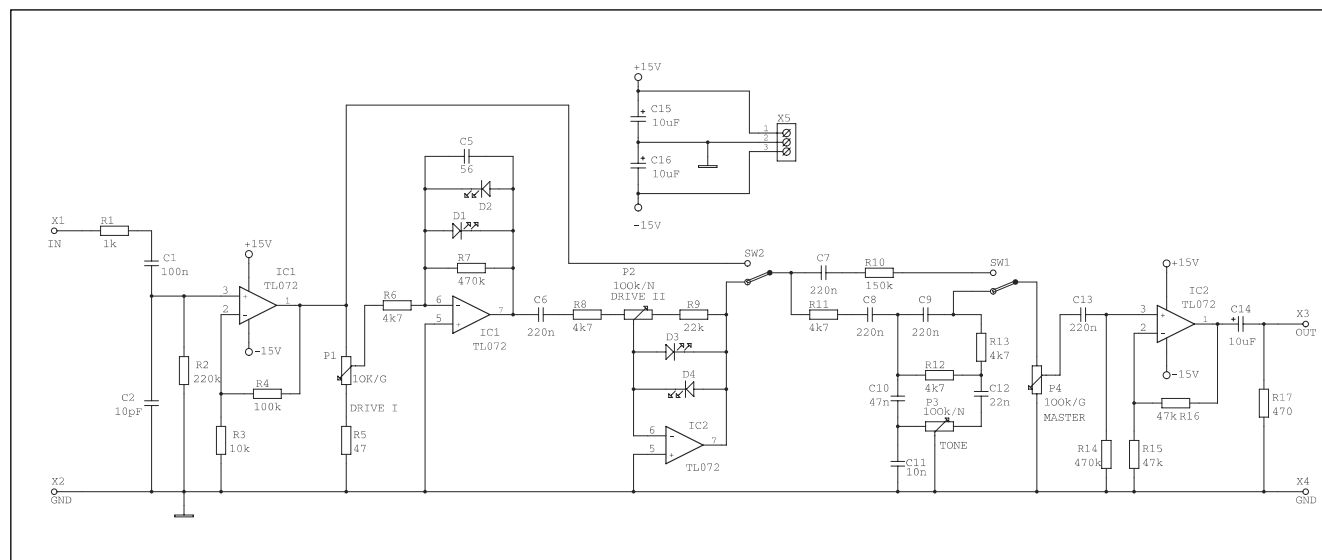 +15V
C15
10uF
X5
1
2
3
C16
10uF
-15V
C5
56
D2
D1
R7
470k
X1
IN
R1
1k
C1
100n
+15V
IC1
TL072
3
2
1
-15V
R2
220k
R4
100k
C2
10pF
R3
10k
P1
10K/G
DRIVE I
R5
47
R6
4k7
6
5
7
IC1
TL072
C6
220n
R8
4k7
P2
100k/N
DRIVE II
R9
22k
D3
D4
IC2
6
5
7
TL072
SW2
C7
220n
R10
150k
SW1
R11
4k7
C8
220n
C9
220n
R13
4k7
R12
4k7
C10
47n
C12
22n
P3
100k/N
TONE
C11
10n
P4
100k/G
MASTER
C13
220n
+15V
IC2
TL072
3
2
1
-15V
C14
10uF
X3
OUT
47k
R16
R14
470k
R15
47k
R17
470
X2
GND
X4
GND